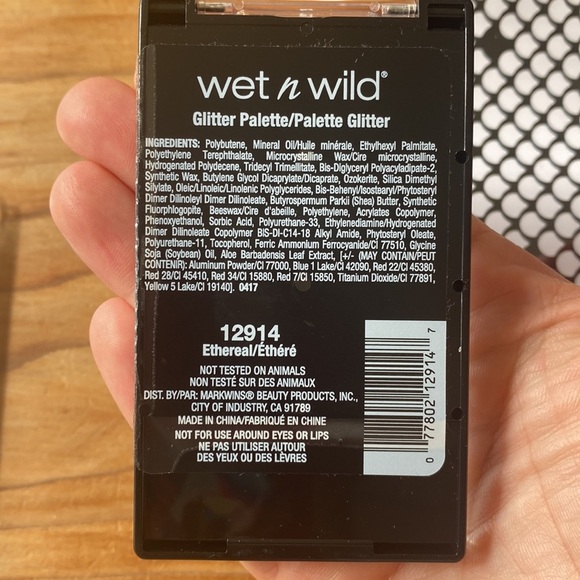 wet n wild®
Glitter Palette/Palette Glitter
INGREDIENTS: Polybutene, Mineral Oil/Huile minérale, Ethylhexyl Palmitate,
Polyethylene Terephthalate, Microcrystalline Wax/Cire microcrystalline,
Hydrogenated Polydecene, Tridecyl Trimellitate, Bis-Diglyceryl Polyacyladipate-2,
Synthetic Wax, Butylene Glycol Dicaprylate/Dicaprate, Ozokerite, Silica Dimethyl
Silylate, Oleic/Linoleic/Linolenic Polyglycerides, Bis-Behenyl/Isostearyl/Phytosteryl
Dimer Dilinoleyl Dimer Dilinoleate, Butyrospermum Parkii (Shea) Butter, Synthetic
Fluorphlogopite, Beeswax/Cire d'abeille, Polyethylene, Acrylates Copolymer,
Phenoxyethanol, Sorbic Acid, Polyurethane-33, Ethylenediamine/Hydrogenated
Dimer Dilinoleate Copolymer BIS-DI-C14-18 Alkyl Amide, Phytosteryl Oleate,
Polyurethane-11, Tocopherol, Ferric Ammonium Ferrocyanide/CI 77510, Glycine
Soja (Soybean) Oil, Aloe Barbadensis Leaf Extract, [+/- (MAY CONTAIN/PEUT
CONTENIR): Aluminum Powder/CI 77000, Blue 1 Lake/CI 42090, Red 22/CI 45380,
Red 28/CI 45410, Red 34/CI 15880, Red 7/CI 15850, Titanium Dioxide/CI 77891,
Yellow 5 Lake/CI 19140]. 0417
12914
Ethereal/Éthéré
NOT TESTED ON ANIMALS
NON TESTÉ SUR DES ANIMAUX
DIST. BY/PAR: MARKWINS® BEAUTY PRODUCTS, INC.,
CITY OF INDUSTRY, CA 91789
MADE IN CHINA/FABRIQUÉ EN CHINE
NOT FOR USE AROUND EYES OR LIPS
NE PAS UTILISER AUTOUR
DES YEUX OU DES LÈVRES
0 77802 12914 7